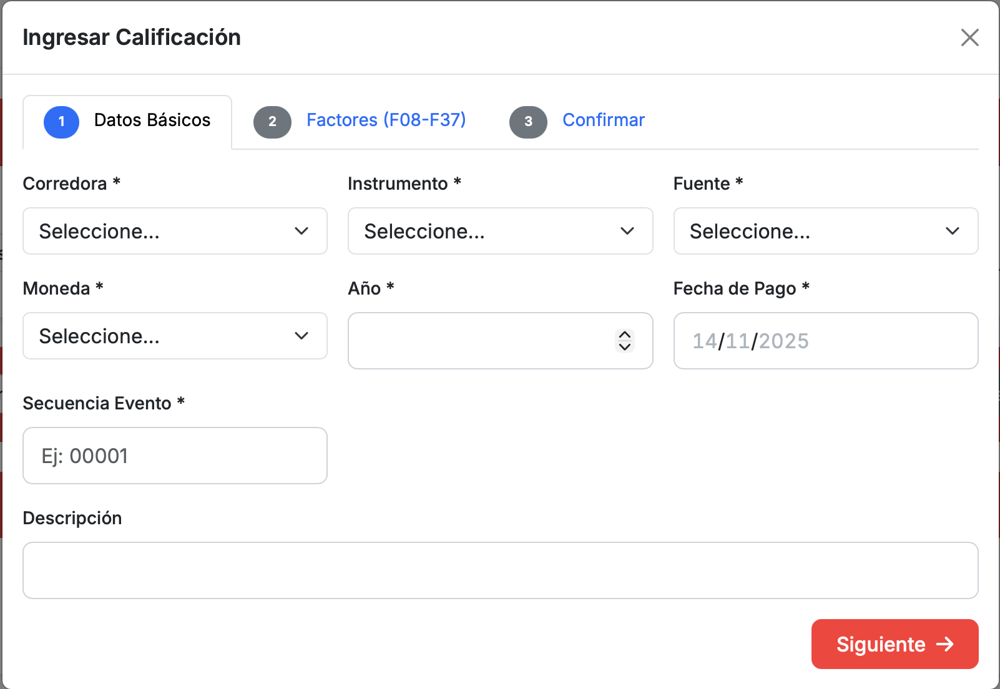 Ingresar Calificación
1 Datos Básicos 2 Factores (F08-F37) 3 Confirmar
Corredora * Instrumento * Fuente *
Seleccione... Seleccione... Seleccione...
Moneda * Año * Fecha de Pago *
Seleccione... 14/11/2025
Secuencia Evento *
Ej: 00001
Descripción
Siguiente →